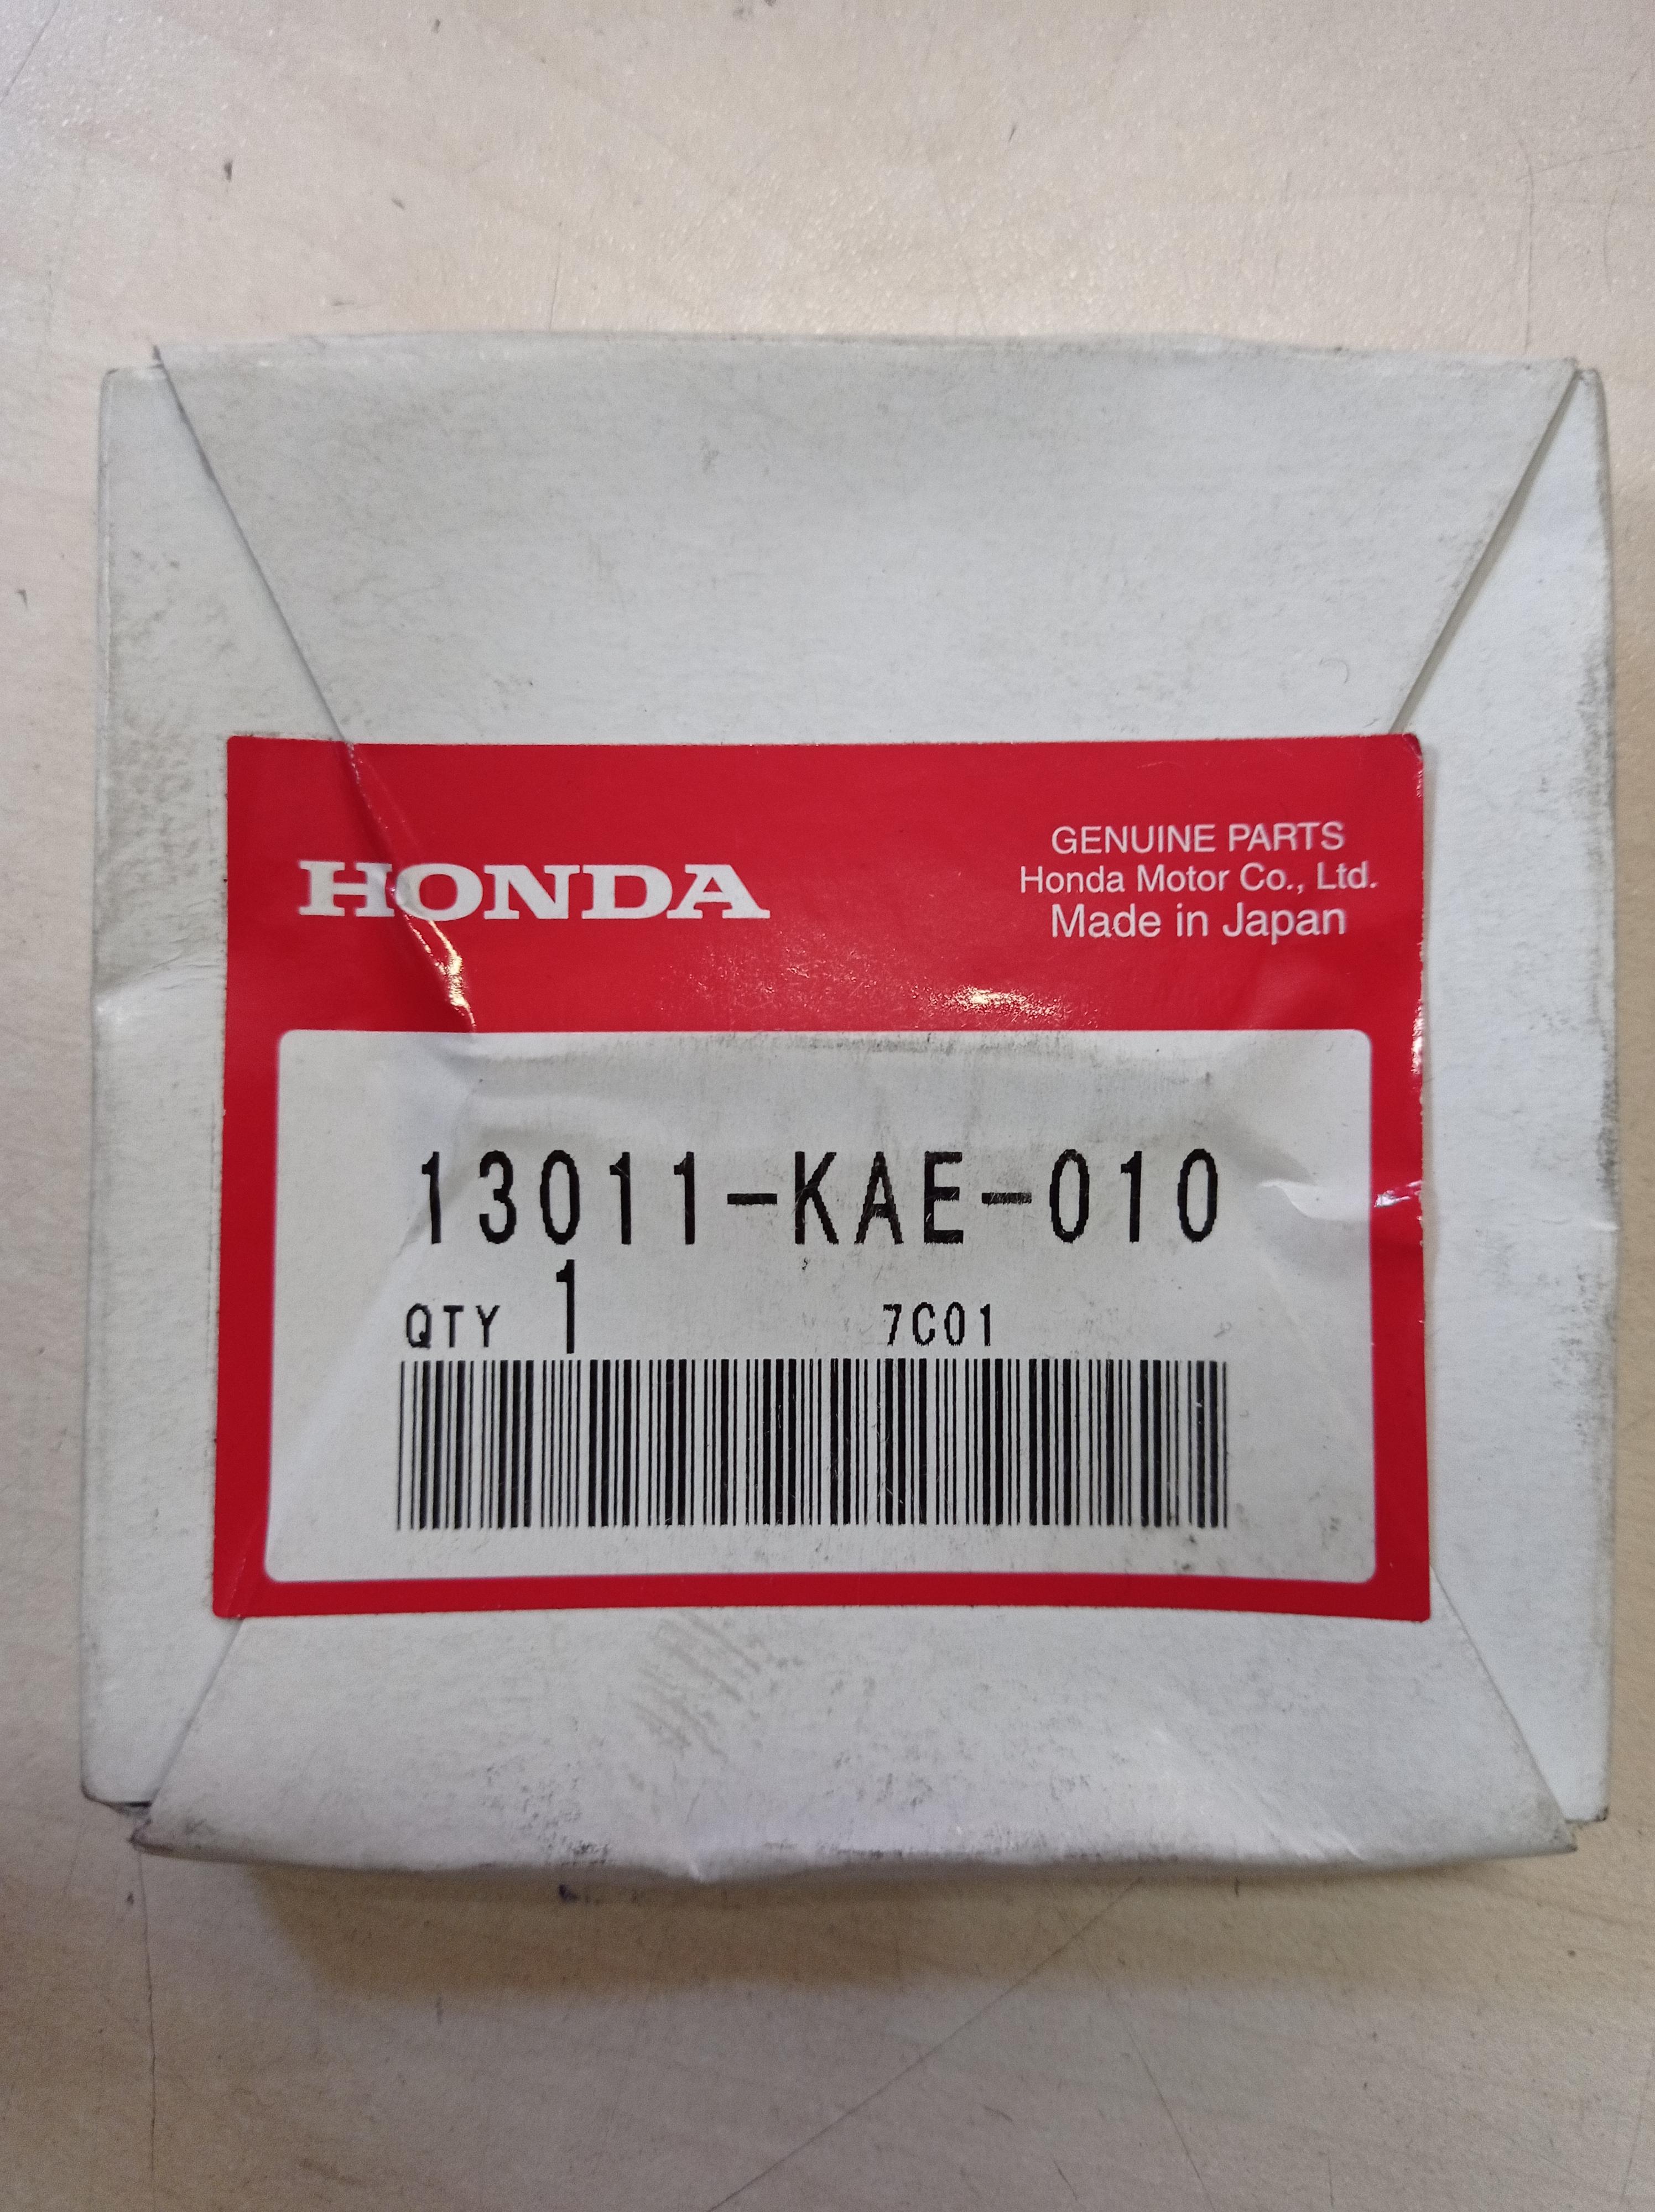 HONDA
GENUINE PARTS
Honda Motor Co., Ltd.
Made in Japan
13011-KAE-010
QTY 1 7C01